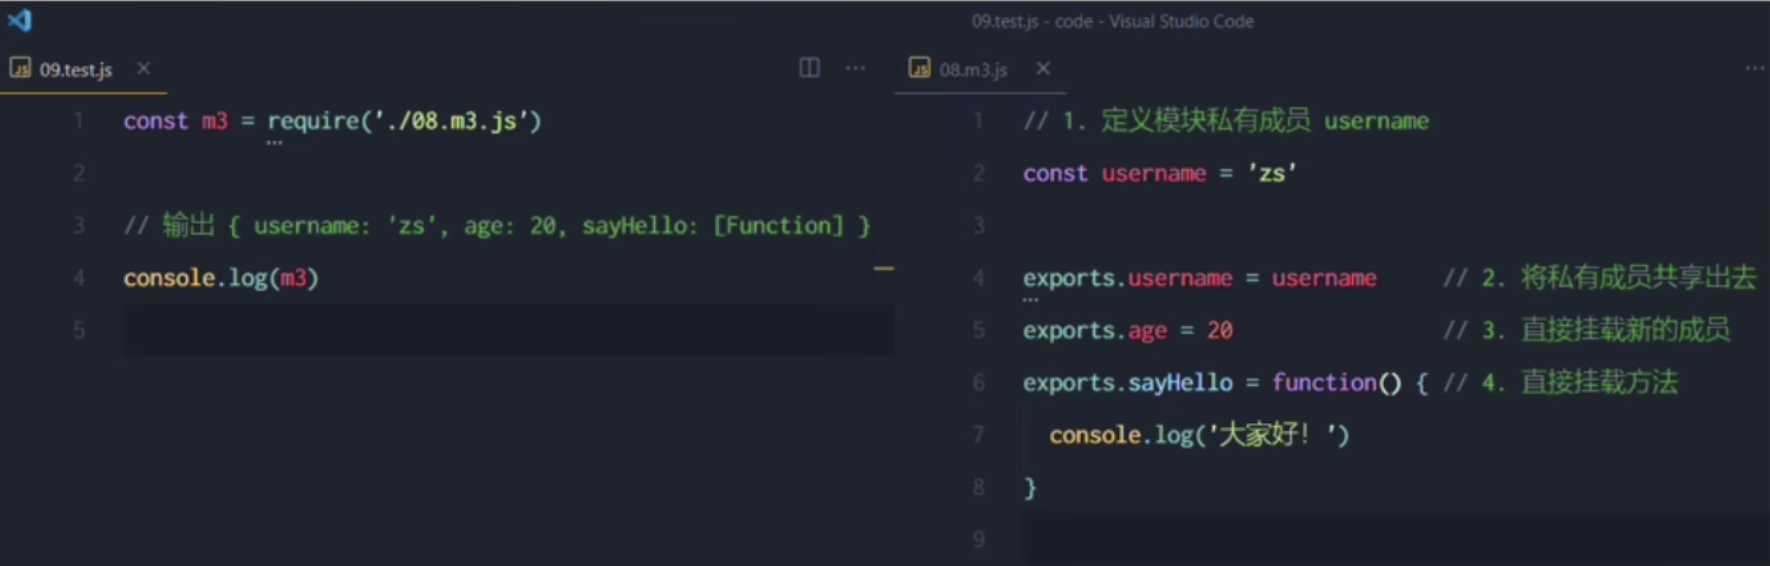 09.test.js - code - Visual Studio Code
09.test.js
1 const m3 = require('./08.m3.js')
2
3 // 输出 { username: 'zs', age: 20, sayHello: [Function] }
4 console.log(m3)
5
08.m3.js
1 // 1. 定义模块私有成员 username
2 const username = 'zs'
3
4 exports.username = username // 2. 将私有成员共享出去
5 exports.age = 20 // 3. 直接挂载新的成员
6 exports.sayHello = function() { // 4. 直接挂载方法
7 console.log('大家好！')
8 }
9